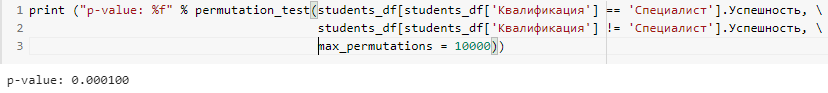 1 print ("p-value: %f" % permutation_test(students_df[students_df['Квалификация'] == 'Специалист'].Успешность, \
2 students_df[students_df['Квалификация'] != 'Специалист'].Успешность, \
3 max_permutations = 10000))
p-value: 0.000100